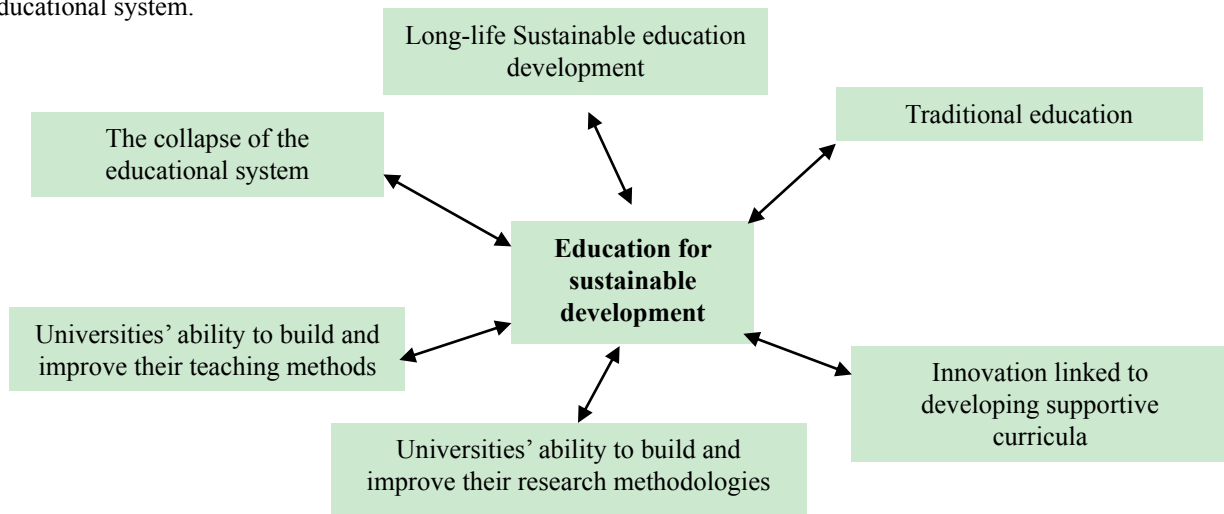 ducational system.
Long-life Sustainable education
development
Traditional education
The collapse of the
educational system
Education for
sustainable
development
Universities’ ability to build and
improve their teaching methods
Innovation linked to
developing supportive
curricula
Universities’ ability to build and
improve their research methodologies